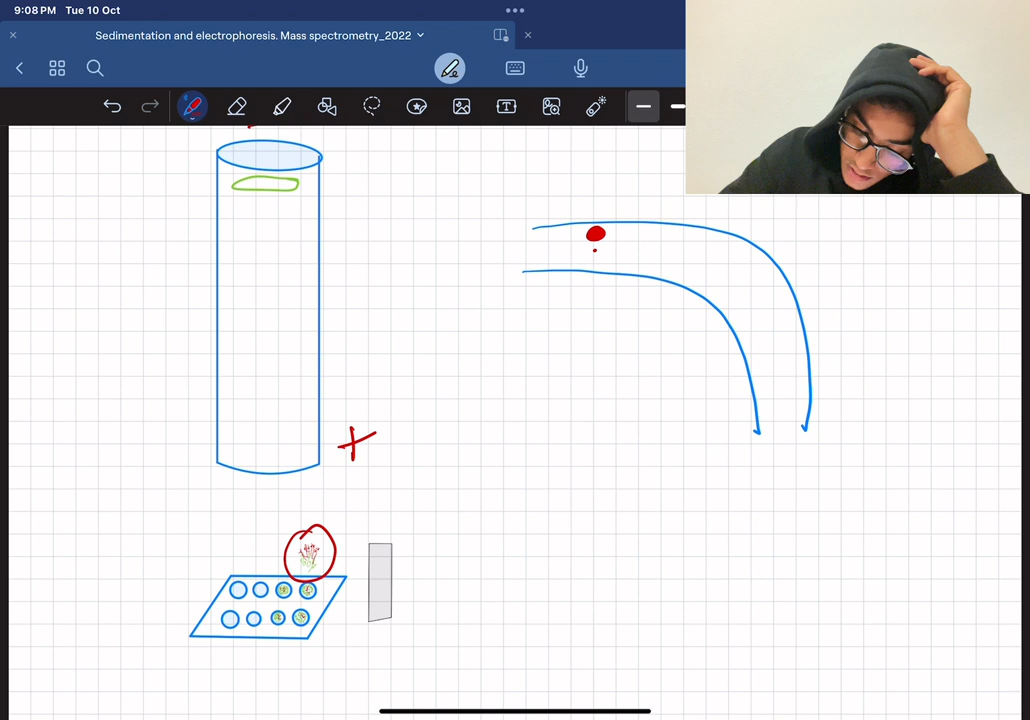 9:08 PM Tue 10 Oct
Sedimentation and electrophoresis. Mass spectrometry_2022
+